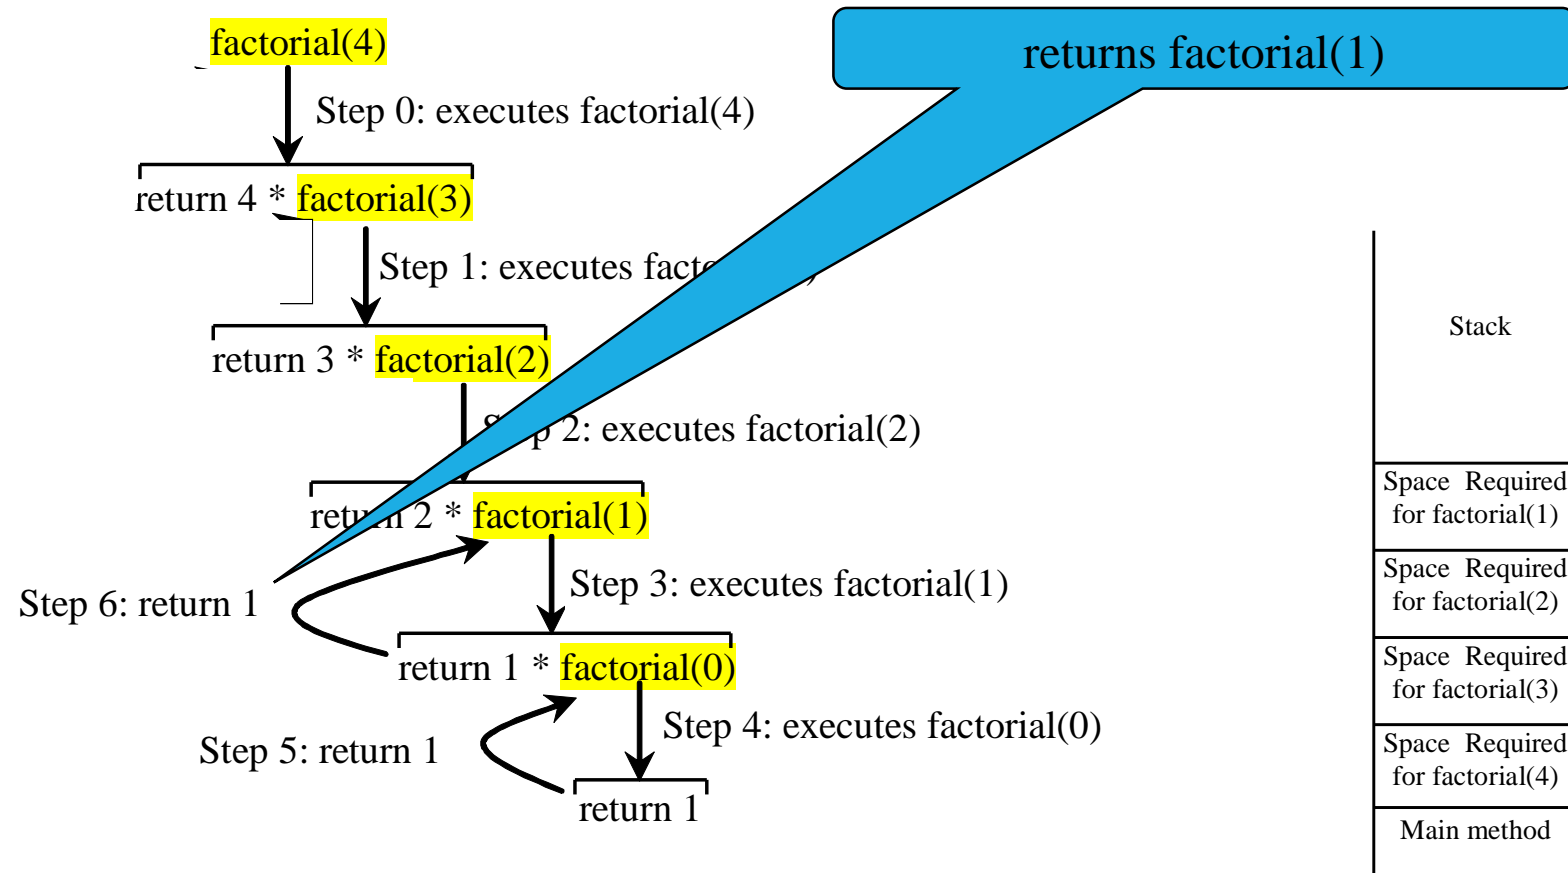 factorial(4)
returns factorial(1)
Step 0: executes factorial(4)
return 4 * factorial(3)
Step 1: executes
return 3 * factorial(2)
Stack
2: executes factorial(2)
Space Required
for factorial(1)
return 2 * factorial(1)
Step 3: executes factorial(1)
Space Required
for factorial(2)
Step 6: return 1
return 1 * factorial(0)
Space Required
for factorial(3)
Step 4: executes factorial(0)
Step 5: return 1
Space Required
for factorial(4)
return 1
Main method